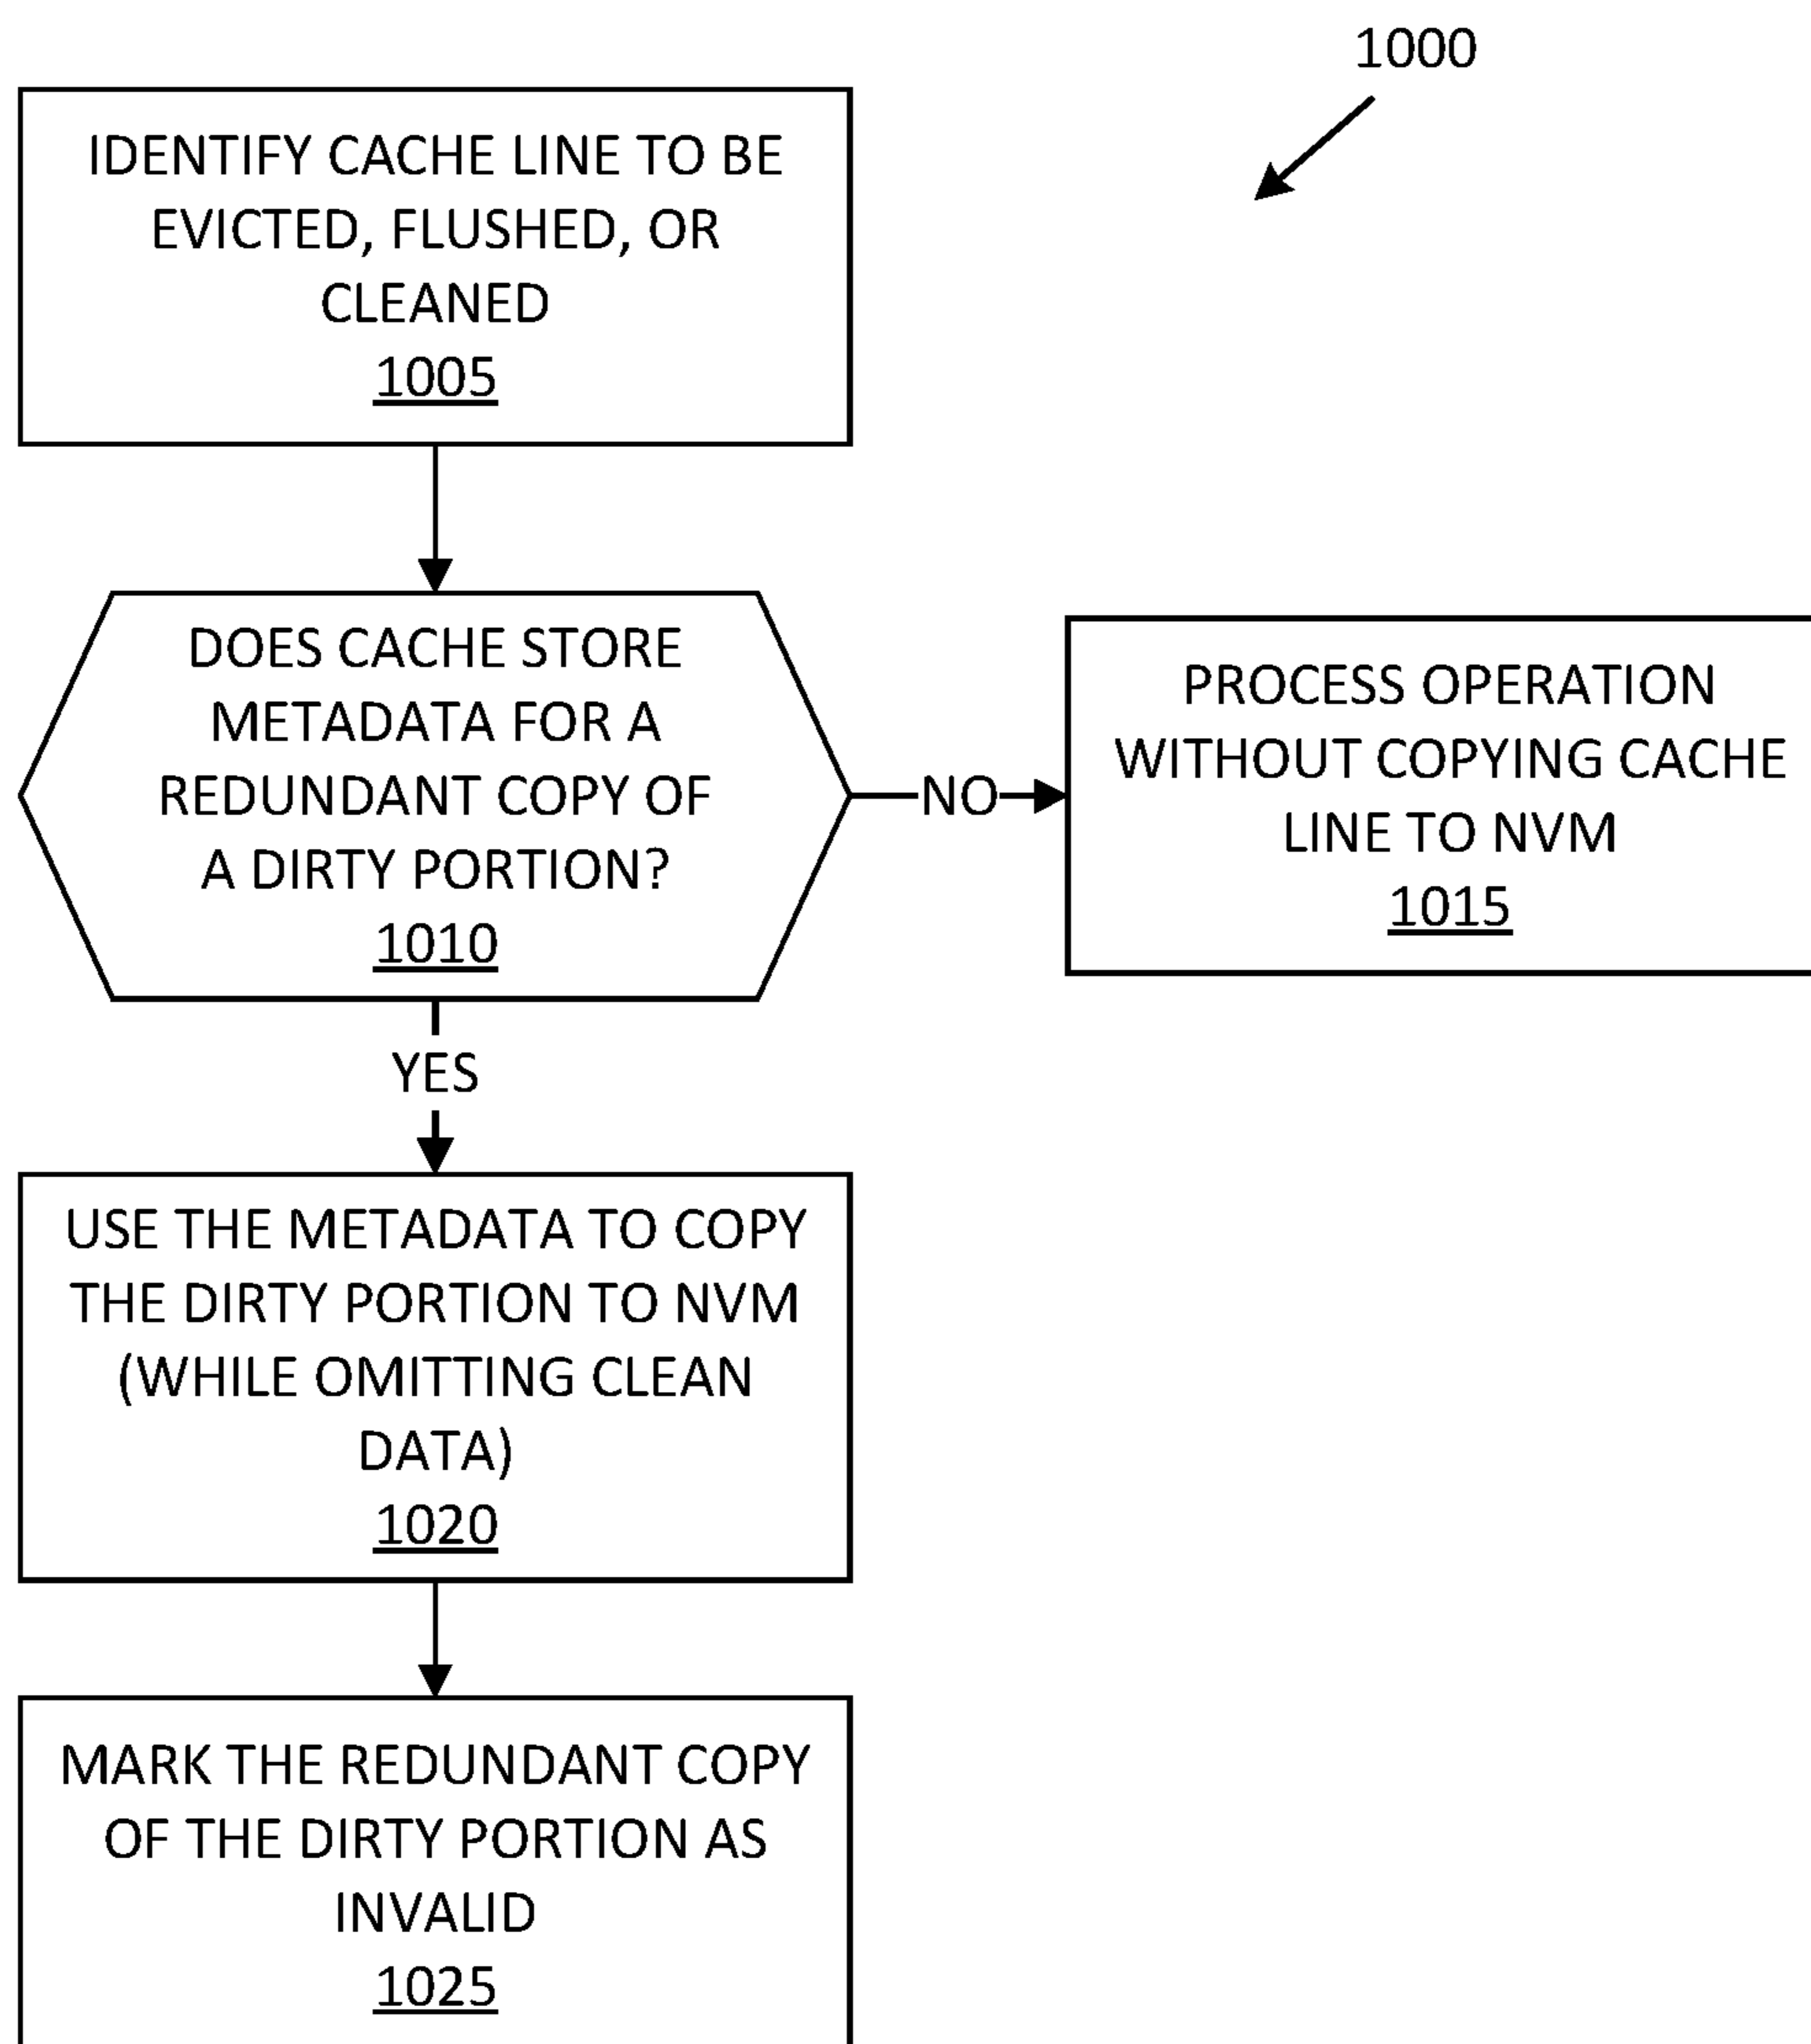 1000
IDENTIFY CACHE LINE TO BE
EVICTED, FLUSHED, OR
CLEANED
1005
DOES CACHE STORE
METADATA FOR A
REDUNDANT COPY OF
A DIRTY PORTION?
1010
NO
PROCESS OPERATION
WITHOUT COPYING CACHE
LINE TO NVM
1015
YES
USE THE METADATA TO COPY
THE DIRTY PORTION TO NVM
(WHILE OMITTING CLEAN
DATA)
1020
MARK THE REDUNDANT COPY
OF THE DIRTY PORTION AS
INVALID
1025